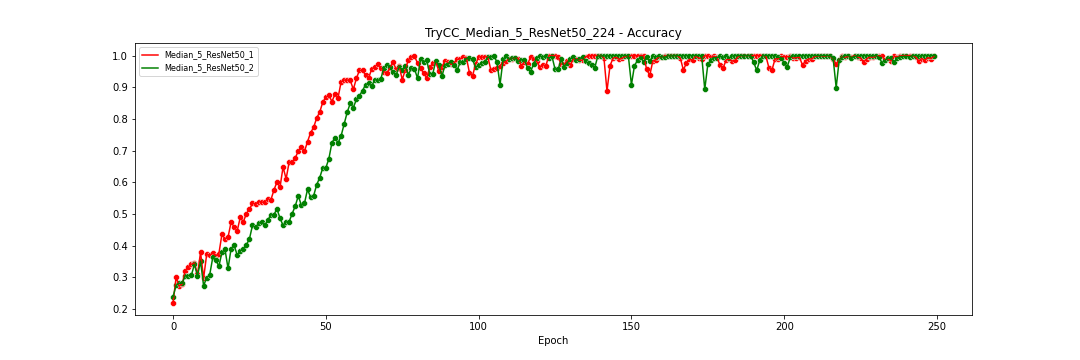 TryCC_Median_5_ResNet50_224 - Accuracy
Median_5_ResNet50_1
Median_5_ResNet50_2
1.0
0.9
0.8
0.7
0.6
0.5
0.4
0.3
0.2
0 50 100 150 200 250
Epoch